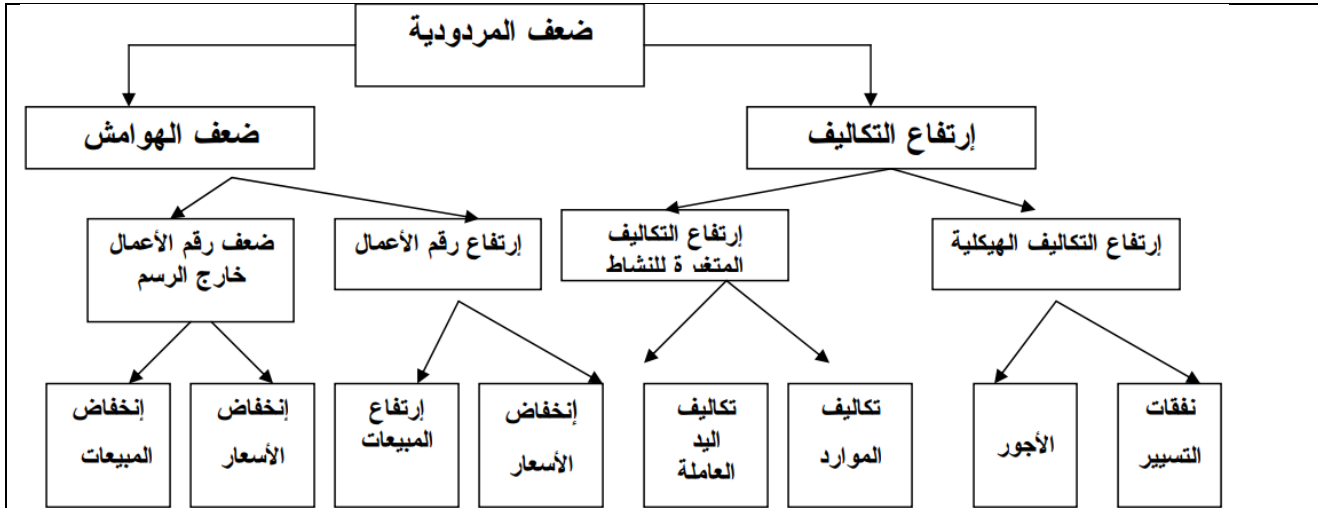 ضعف المردودية
إرتفاع التكاليف
ضعف الهوامش
إرتفاع التكاليف الهيكلية
إرتفاع التكاليف
المتغيرة للنشاط
إرتفاع رقم الأعمال
ضعف رقم الأعمال
خارج الرسم
نفقات
التسيير
الأجور
تكاليف
الموارد
تكاليف
اليد
العاملة
إنخفاض
الأسعار
إرتفاع
المبيعات
إنخفاض
الأسعار
إنخفاض
المبيعات